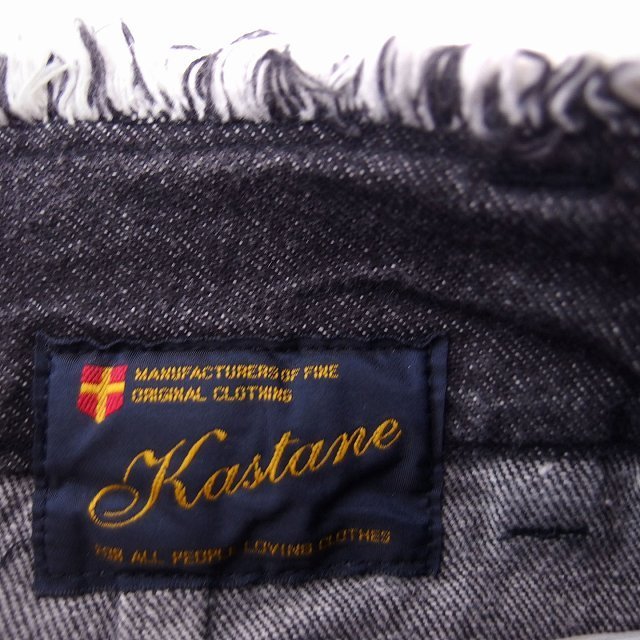 MANUFACTURERS OF FINE
ORIGINAL CLOTHING
Kastane
FOR ALL PEOPLE LOVING CLOTHES